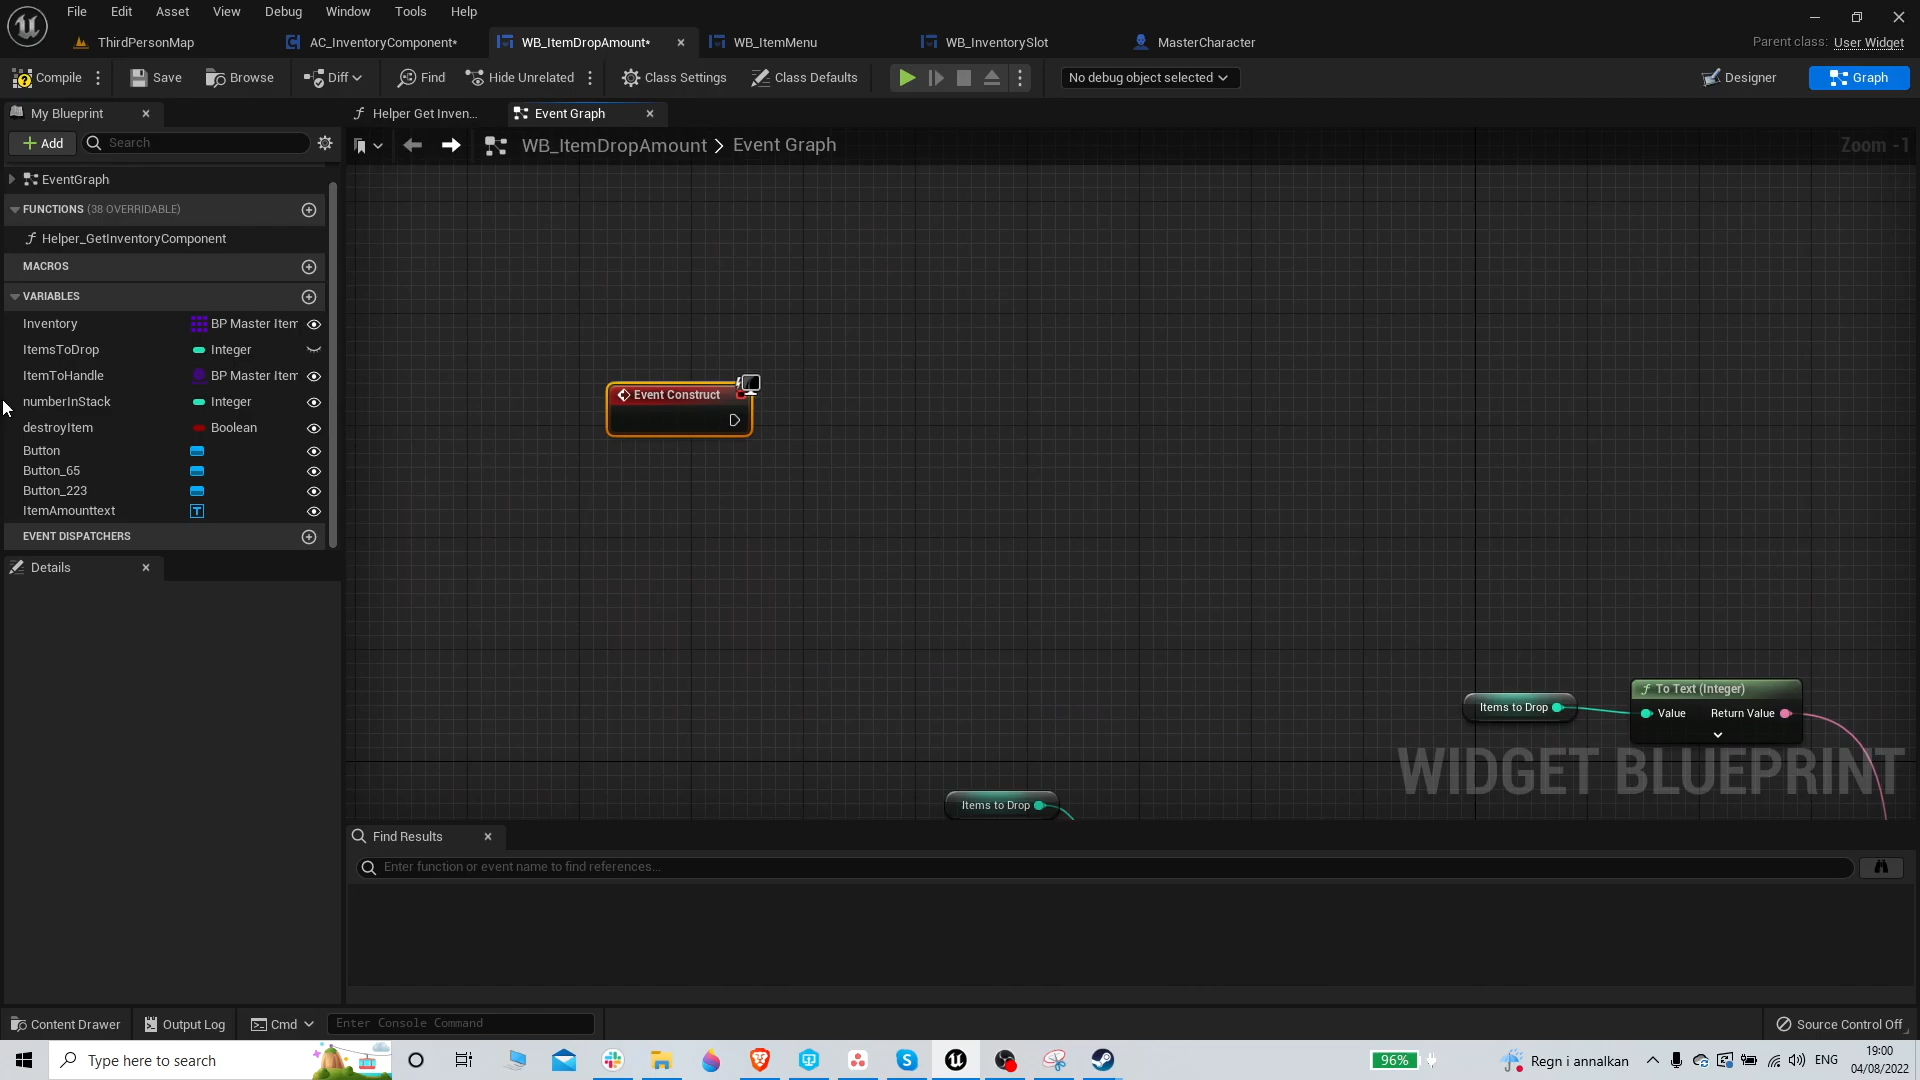 File Edit Asset View Debug Window Tools Help
ThirdPersonMap AC_InventoryComponent* WB_ItemDropAmount* WB_ItemMenu WB_InventorySlot MasterCharacter Parent class: User Widget
Compile Save Browse Diff Find Hide Unrelated Class Settings Class Defaults No debug object selected Designer Graph
My Blueprint Helper Get Inven... Event Graph
Add Search WB_ItemDropAmount > Event Graph Zoom -1
EventGraph
FUNCTIONS (38 OVERRIDABLE)
Helper_GetInventoryComponent
MACROS
VARIABLES
Inventory BP Master Item
ItemsToDrop Integer
ItemToHandle BP Master Item
numberInStack Integer
destroyItem Boolean
Button
Button_65
Button_223
ItemAmounttext
EVENT DISPATCHERS
Details
Event Construct
Items to Drop
To Text (Integer)
Value Return Value
Items to Drop
WIDGET BLUEPRINT
Find Results
Enter function or event name to find references...
Content Drawer Output Log Cmd Enter Console Command Source Control Off
Type here to search 96% Regn i annalkan ENG 19:00
04/08/2022